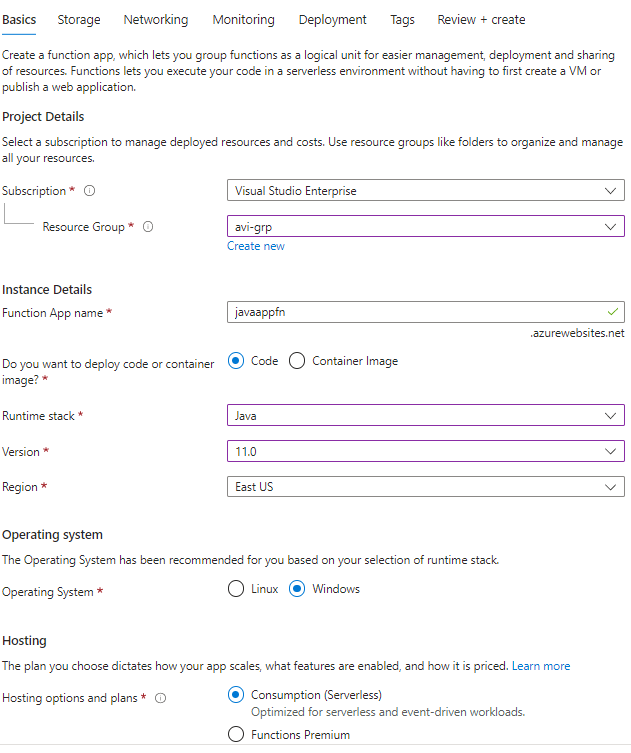 Basics Storage Networking Monitoring Deployment Tags Review + create
Create a function app, which lets you group functions as a logical unit for easier management, deployment and sharing
of resources. Functions lets you execute your code in a serverless environment without having to first create a VM or
publish a web application.
Project Details
Select a subscription to manage deployed resources and costs. Use resource groups like folders to organize and manage
all your resources.
Subscription * Visual Studio Enterprise
Resource Group * avi-grp
Create new
Instance Details
Function App name * javaappfn
.azurewebsites.net
Do you want to deploy code or container
image? * Code Container Image
Runtime stack * Java
Version * 11.0
Region * East US
Operating system
The Operating System has been recommended for you based on your selection of runtime stack.
Operating System * Linux Windows
Hosting
The plan you choose dictates how your app scales, what features are enabled, and how it is priced. Learn more
Hosting options and plans * Consumption (Serverless)
Optimized for serverless and event-driven workloads.
Functions Premium